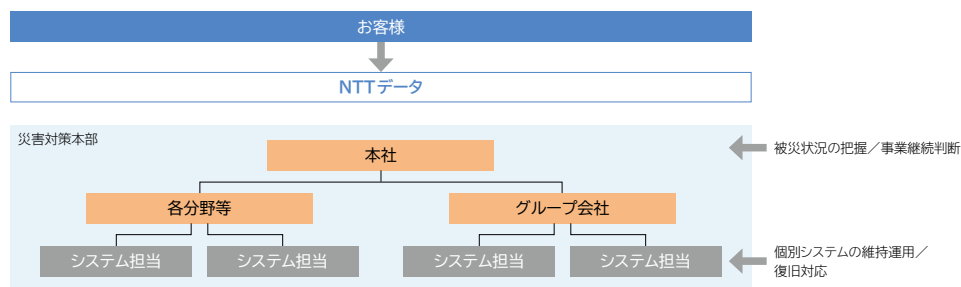 お客様
NTTデータ
災害対策本部
本社
被災状況の把握／事業継続判断
各分野等
グループ会社
システム担当
システム担当
システム担当
システム担当
個別システムの維持運用／
復旧対応